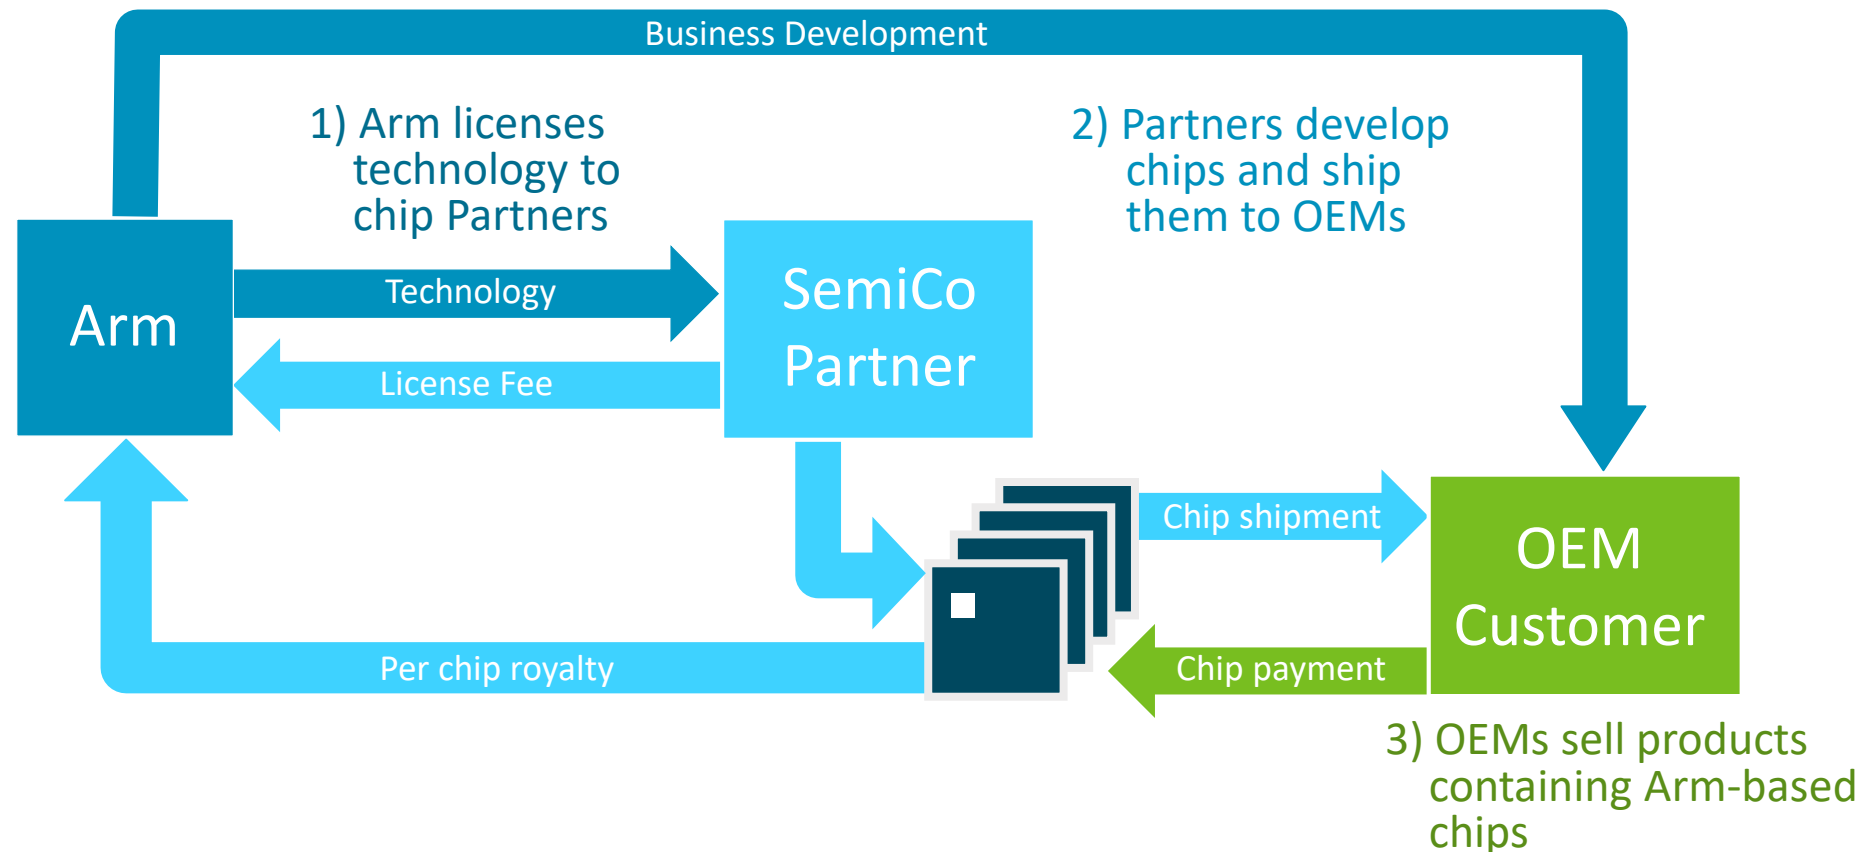 Business Development
1) Arm licenses
technology to
chip Partners
2) Partners develop
chips and ship
them to OEMs
Arm
Technology
License Fee
SemiCo
Partner
Chip shipment
OEM
Customer
Per chip royalty
Chip payment
3) OEMs sell products
containing Arm-based
chips